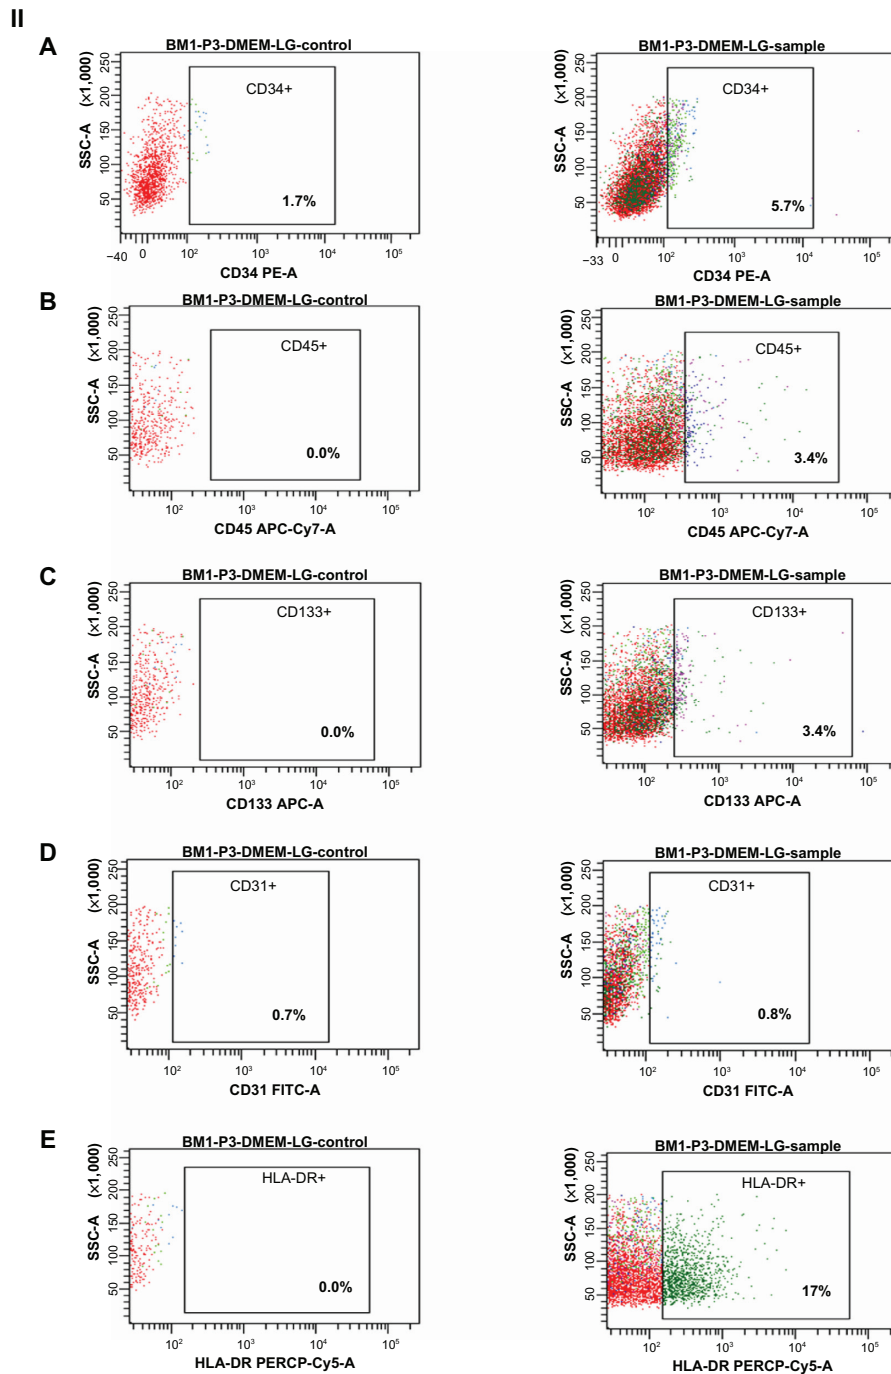 II
A
BM1-P3-DMEM-LG-control
SSC-A (×1,000)
250
200
150
100
50
CD34+
1.7%
−40 0 10² 10³ 10⁴ 10⁵
CD34 PE-A
BM1-P3-DMEM-LG-sample
SSC-A (×1,000)
250
200
150
100
50
CD34+
5.7%
−33 0 10² 10³ 10⁴ 10⁵
CD34 PE-A
B
BM1-P3-DMEM-LG-control
SSC-A (×1,000)
250
200
150
100
50
CD45+
0.0%
10² 10³ 10⁴ 10⁵
CD45 APC-Cy7-A
BM1-P3-DMEM-LG-sample
SSC-A (×1,000)
250
200
150
100
50
CD45+
3.4%
10² 10³ 10⁴ 10⁵
CD45 APC-Cy7-A
C
BM1-P3-DMEM-LG-control
SSC-A (×1,000)
250
200
150
100
50
CD133+
0.0%
10² 10³ 10⁴ 10⁵
CD133 APC-A
BM1-P3-DMEM-LG-sample
SSC-A (×1,000)
250
200
150
100
50
CD133+
3.4%
10² 10³ 10⁴ 10⁵
CD133 APC-A
D
BM1-P3-DMEM-LG-control
SSC-A (×1,000)
250
200
150
100
50
CD31+
0.7%
10² 10³ 10⁴ 10⁵
CD31 FITC-A
BM1-P3-DMEM-LG-sample
SSC-A (×1,000)
250
200
150
100
50
CD31+
0.8%
10² 10³ 10⁴ 10⁵
CD31 FITC-A
E
BM1-P3-DMEM-LG-control
SSC-A (×1,000)
250
200
150
100
50
HLA-DR+
0.0%
10² 10³ 10⁴ 10⁵
HLA-DR PERCP-Cy5-A
BM1-P3-DMEM-LG-sample
SSC-A (×1,000)
250
200
150
100
50
HLA-DR+
17%
10² 10³ 10⁴ 10⁵
HLA-DR PERCP-Cy5-A